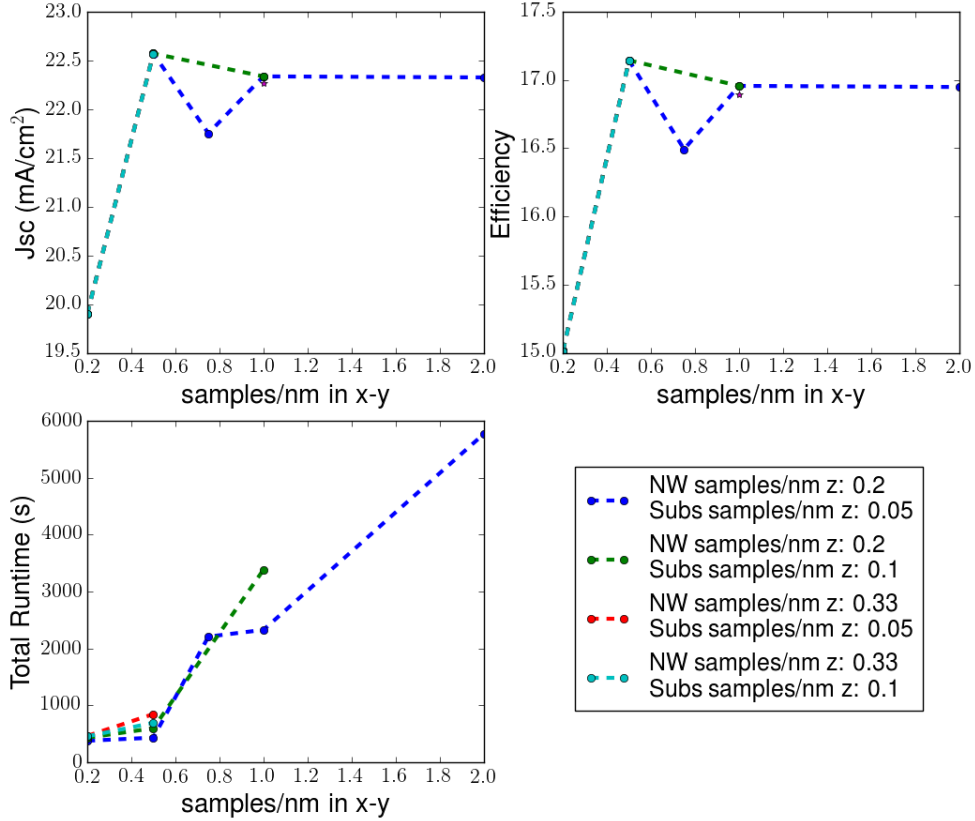 23.0
22.5
22.0
21.5
21.0
20.5
20.0
19.5
Jsc (mA/cm²)
0.2 0.4 0.6 0.8 1.0 1.2 1.4 1.6 1.8 2.0
samples/nm in x-y
17.5
17.0
16.5
16.0
15.5
15.0
Efficiency
0.2 0.4 0.6 0.8 1.0 1.2 1.4 1.6 1.8 2.0
samples/nm in x-y
6000
5000
4000
3000
2000
1000
0
Total Runtime (s)
0.2 0.4 0.6 0.8 1.0 1.2 1.4 1.6 1.8 2.0
samples/nm in x-y
NW samples/nm z: 0.2
Subs samples/nm z: 0.05
NW samples/nm z: 0.2
Subs samples/nm z: 0.1
NW samples/nm z: 0.33
Subs samples/nm z: 0.05
NW samples/nm z: 0.33
Subs samples/nm z: 0.1